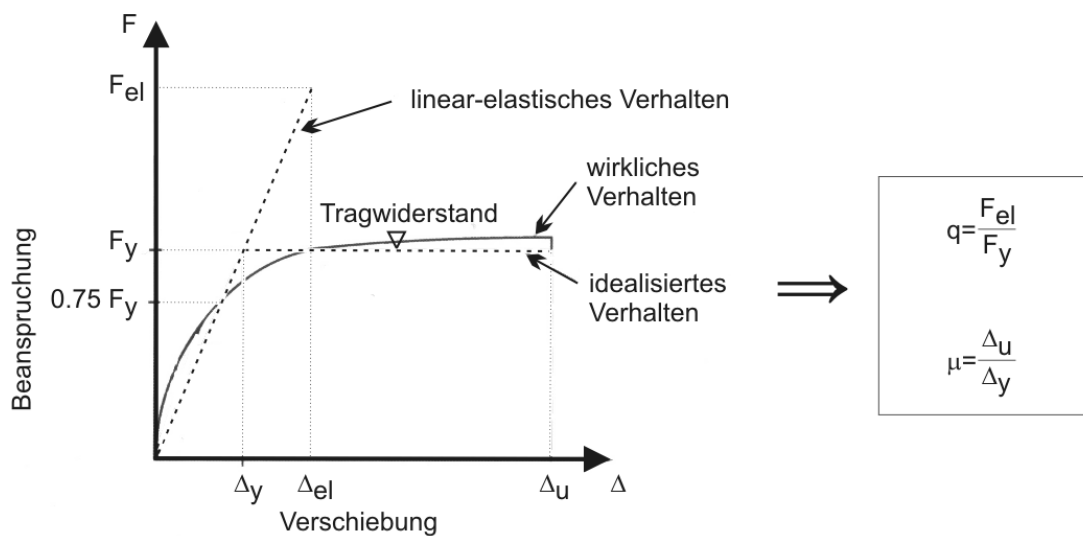 F
F_el
linear-elastisches Verhalten
wirkliches
Verhalten
Tragwiderstand
F_y
0.75 F_y
idealisiertes
Verhalten
Beanspruchung
Δ_y
Δ_el
Δ_u
Δ
Verschiebung
⇒
q=F_el/F_y
μ=Δ_u/Δ_y